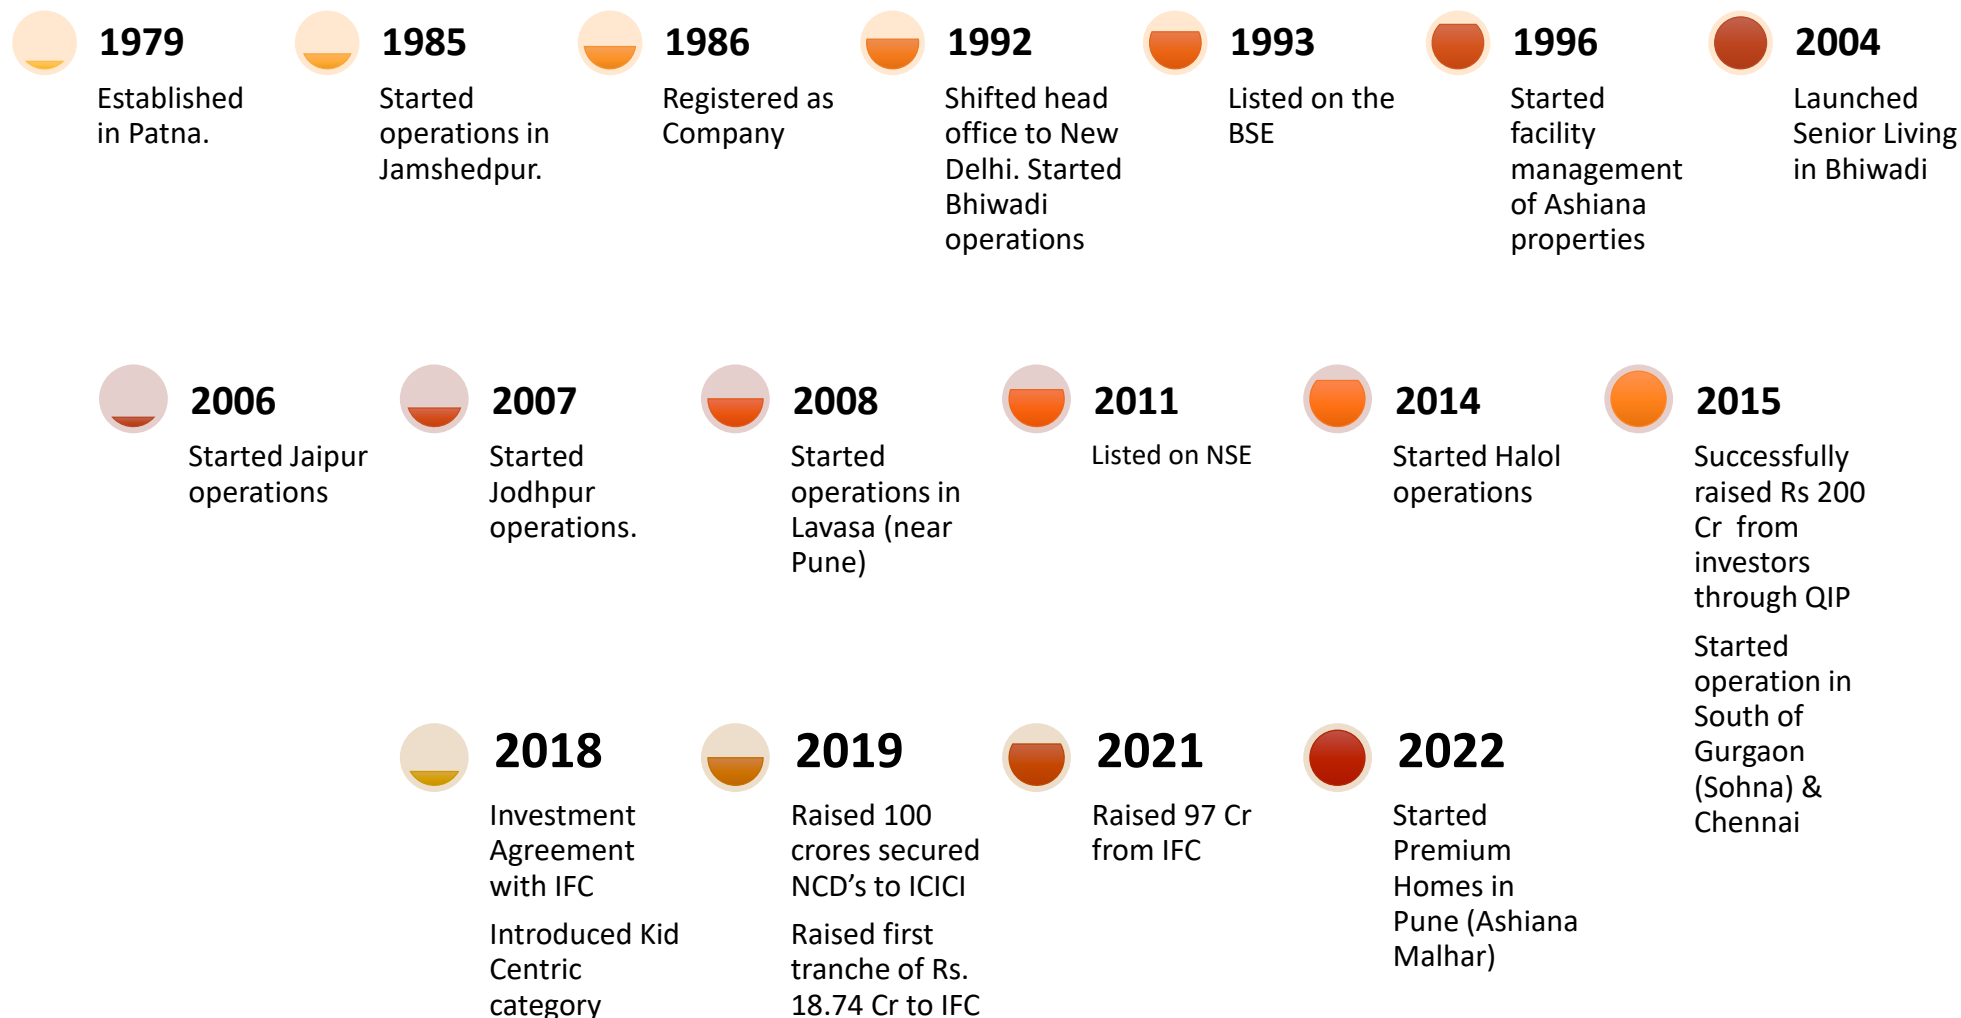 1979
Established
in Patna.
1985
Started
operations in
Jamshedpur.
1986
Registered as
Company
1992
Shifted head
office to New
Delhi. Started
Bhiwadi
operations
1993
Listed on the
BSE
1996
Started
facility
management
of Ashiana
properties
2004
Launched
Senior Living
in Bhiwadi
2006
Started Jaipur
operations
2007
Started
Jodhpur
operations.
2008
Started
operations in
Lavasa (near
Pune)
2011
Listed on NSE
2014
Started Halol
operations
2015
Successfully
raised Rs 200
Cr from
investors
through QIP
Started
operation in
South of
Gurgaon
(Sohna) &
Chennai
2018
Investment
Agreement
with IFC
Introduced Kid
Centric
category
2019
Raised 100
crores secured
NCD’s to ICICI
Raised first
tranche of Rs.
18.74 Cr to IFC
2021
Raised 97 Cr
from IFC
2022
Started
Premium
Homes in
Pune (Ashiana
Malhar)